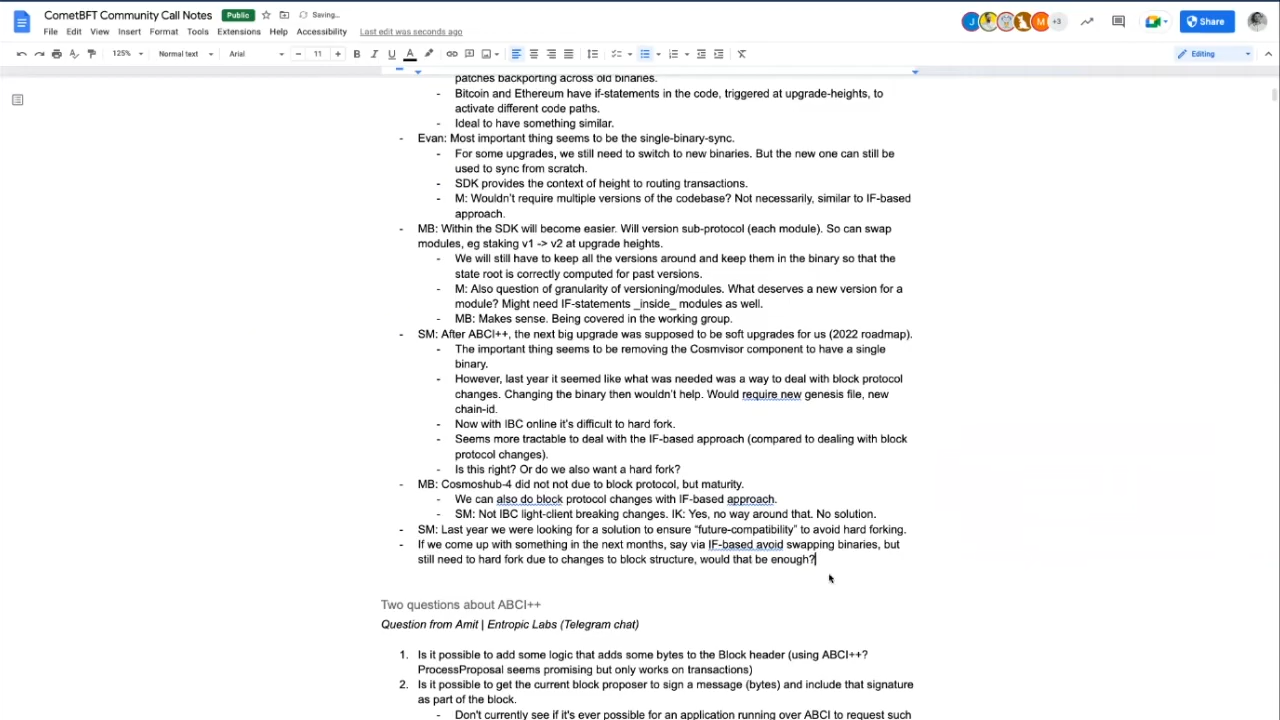 CometBFT Community Call Notes Public Saving...
File Edit View Insert Format Tools Extensions Help Accessibility Last edit was seconds ago
J M +3 Share
125% Normal text Arial - 11 + B I U A Editing
patches backporting across old binaries.
- Bitcoin and Ethereum have if-statements in the code, triggered at upgrade-heights, to
activate different code paths.
- Ideal to have something similar.
- Evan: Most important thing seems to be the single-binary-sync.
- For some upgrades, we still need to switch to new binaries. But the new one can still be
used to sync from scratch.
- SDK provides the context of height to routing transactions.
- M: Wouldn't require multiple versions of the codebase? Not necessarily, similar to IF-based
approach.
- MB: Within the SDK will become easier. Will version sub-protocol (each module). So can swap
modules, eg staking v1 -> v2 at upgrade heights.
- We will still have to keep all the versions around and keep them in the binary so that the
state root is correctly computed for past versions.
- M: Also question of granularity of versioning/modules. What deserves a new version for a
module? Might need IF-statements _inside_ modules as well.
- MB: Makes sense. Being covered in the working group.
- SM: After ABCI++, the next big upgrade was supposed to be soft upgrades for us (2022 roadmap).
- The important thing seems to be removing the Cosmvisor component to have a single
binary.
- However, last year it seemed like what was needed was a way to deal with block protocol
changes. Changing the binary then wouldn't help. Would require new genesis file, new
chain-id.
- Now with IBC online it's difficult to hard fork.
- Seems more tractable to deal with the IF-based approach (compared to dealing with block
protocol changes).
- Is this right? Or do we also want a hard fork?
- MB: Cosmoshub-4 did not not due to block protocol, but maturity.
- We can also do block protocol changes with IF-based approach.
- SM: Not IBC light-client breaking changes. IK: Yes, no way around that. No solution.
- SM: Last year we were looking for a solution to ensure "future-compatibility" to avoid hard forking.
- If we come up with something in the next months, say via IF-based avoid swapping binaries, but
still need to hard fork due to changes to block structure, would that be enough?
Two questions about ABCI++
Question from Amit | Entropic Labs (Telegram chat)
1. Is it possible to add some logic that adds some bytes to the Block header (using ABCI++?
ProcessProposal seems promising but only works on transactions)
2. Is it possible to get the current block proposer to sign a message (bytes) and include that signature
as part of the block.
- Don't currently see if it's ever possible for an application running over ABCI to request such